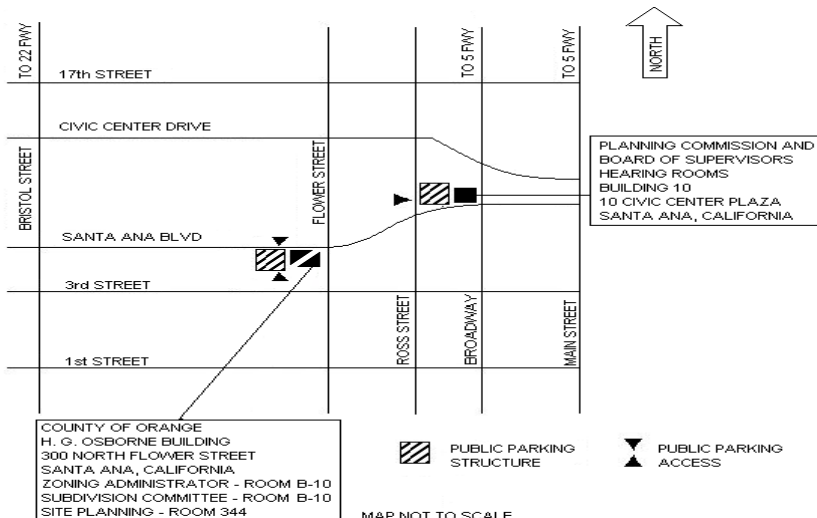 TO 22 FWY
TO 5 FWY
TO 5 FWY
NORTH
17th STREET
CIVIC CENTER DRIVE
BRISTOL STREET
FLOWER STREET
PLANNING COMMISSION AND
BOARD OF SUPERVISORS
HEARING ROOMS
BUILDING 10
10 CIVIC CENTER PLAZA
SANTA ANA, CALIFORNIA
SANTA ANA BLVD
3rd STREET
ROSS STREET
BROADWAY
MAIN STREET
1st STREET
COUNTY OF ORANGE
H. G. OSBORNE BUILDING
300 NORTH FLOWER STREET
SANTA ANA, CALIFORNIA
ZONING ADMINISTRATOR - ROOM B-10
SUBDIVISION COMMITTEE - ROOM B-10
SITE PLANNING - ROOM 344
PUBLIC PARKING
STRUCTURE
PUBLIC PARKING
ACCESS
MAP NOT TO SCALE